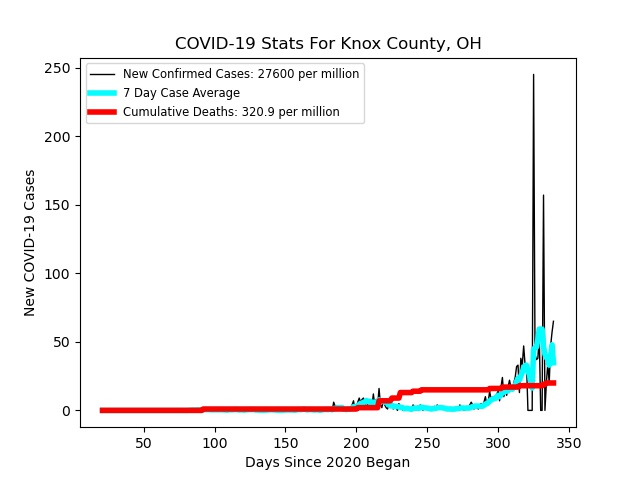 COVID-19 Stats For Knox County, OH
New Confirmed Cases: 27600 per million
7 Day Case Average
Cumulative Deaths: 320.9 per million
New COVID-19 Cases
250
200
150
100
50
0
50 100 150 200 250 300 350
Days Since 2020 Began